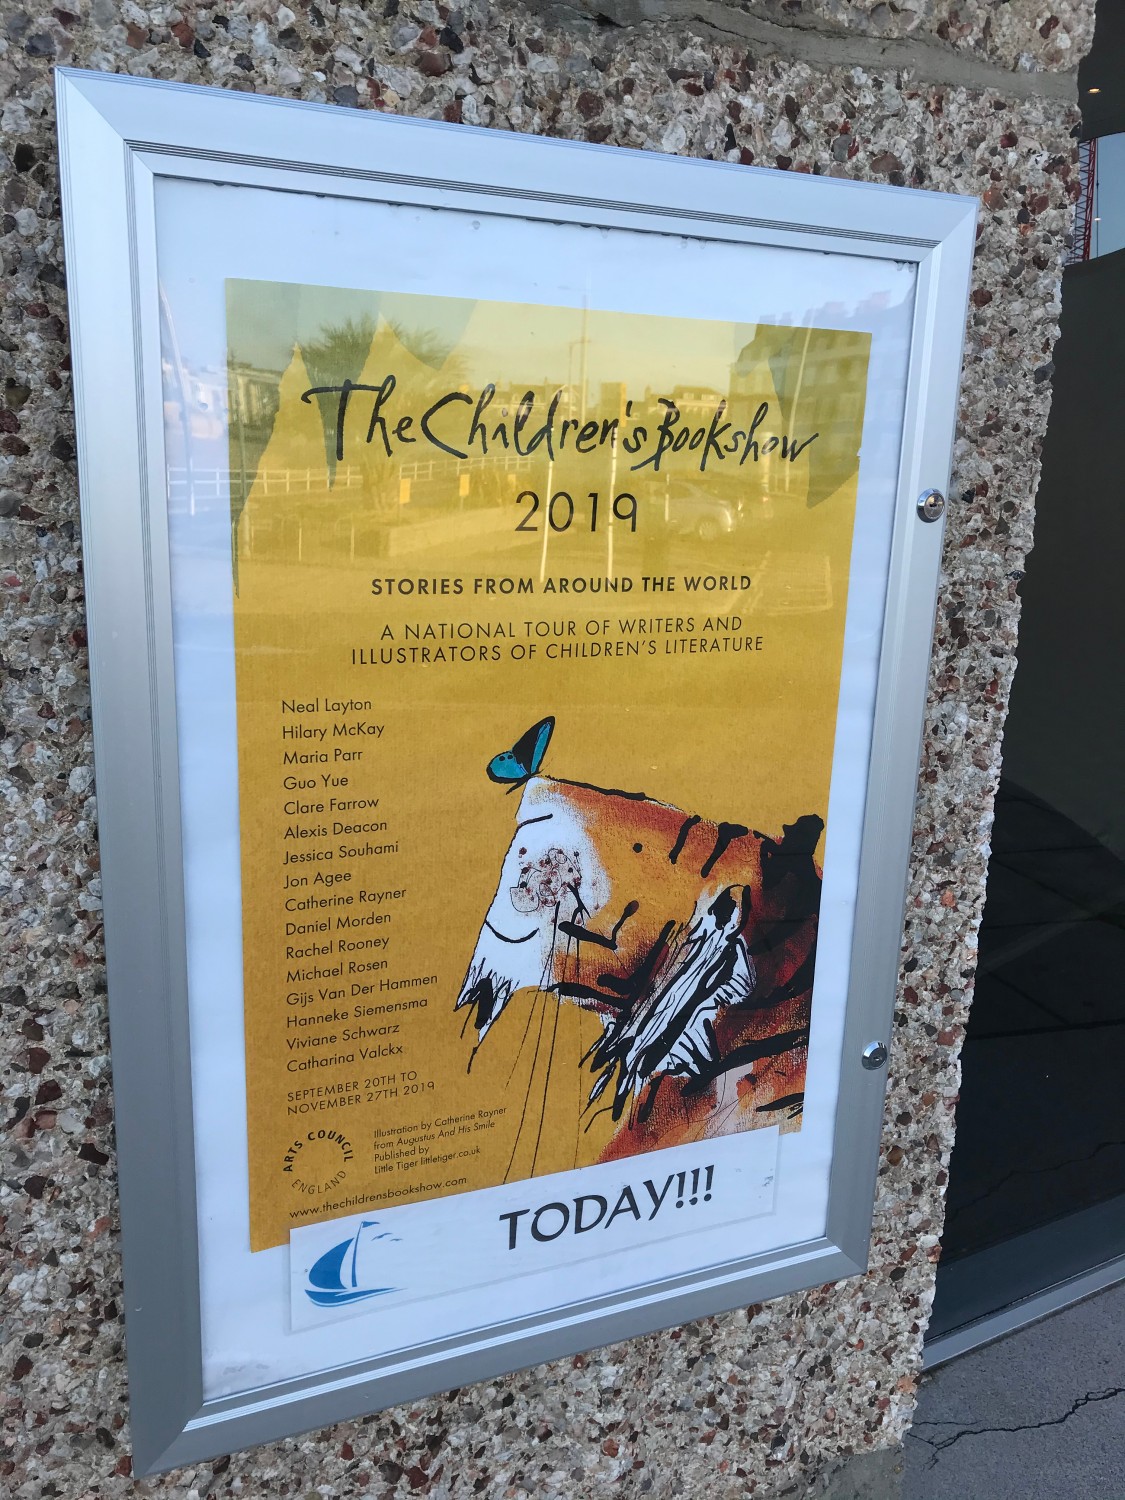 The Children's Bookshow
2019
STORIES FROM AROUND THE WORLD
A NATIONAL TOUR OF WRITERS AND
ILLUSTRATORS OF CHILDREN'S LITERATURE
Neal Layton
Hilary McKay
Maria Parr
Guo Yue
Clare Farrow
Alexis Deacon
Jessica Souhami
Jon Agee
Catherine Rayner
Daniel Morden
Rachel Rooney
Michael Rosen
Gijs Van Der Hammen
Hanneke Siemensma
Viviane Schwarz
Catharina Valckx
SEPTEMBER 20TH TO
NOVEMBER 27TH 2019
ARTS COUNCIL
ENGLAND
Illustration by Catherine Rayner
from Augustus And His Smile
Published by
Little Tiger littletiger.co.uk
www.thechildrensbookshow.com
TODAY!!!